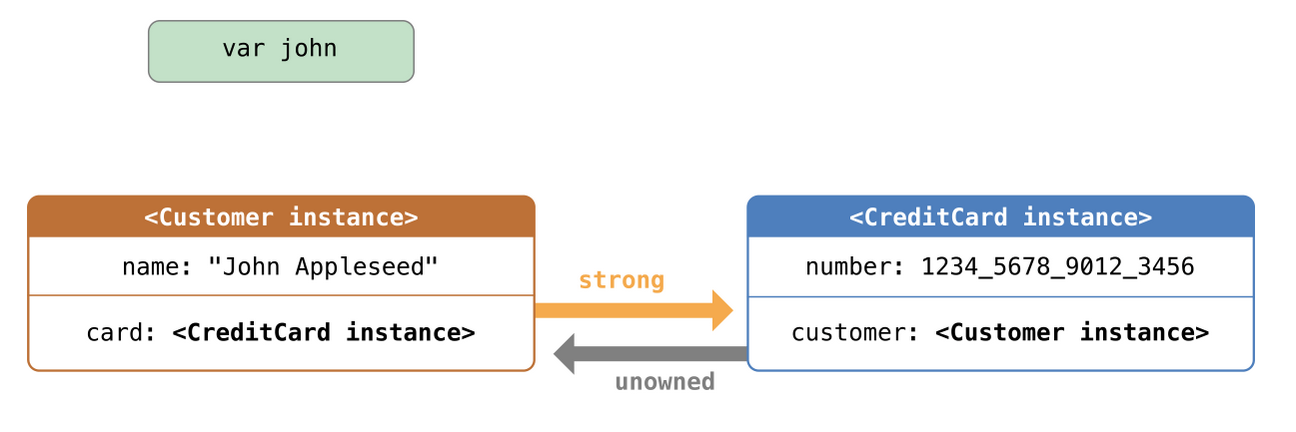 var john
<Customer instance>
<CreditCard instance>
name: "John Appleseed"
number: 1234_5678_9012_3456
strong
card: <CreditCard instance>
customer: <Customer instance>
unowned